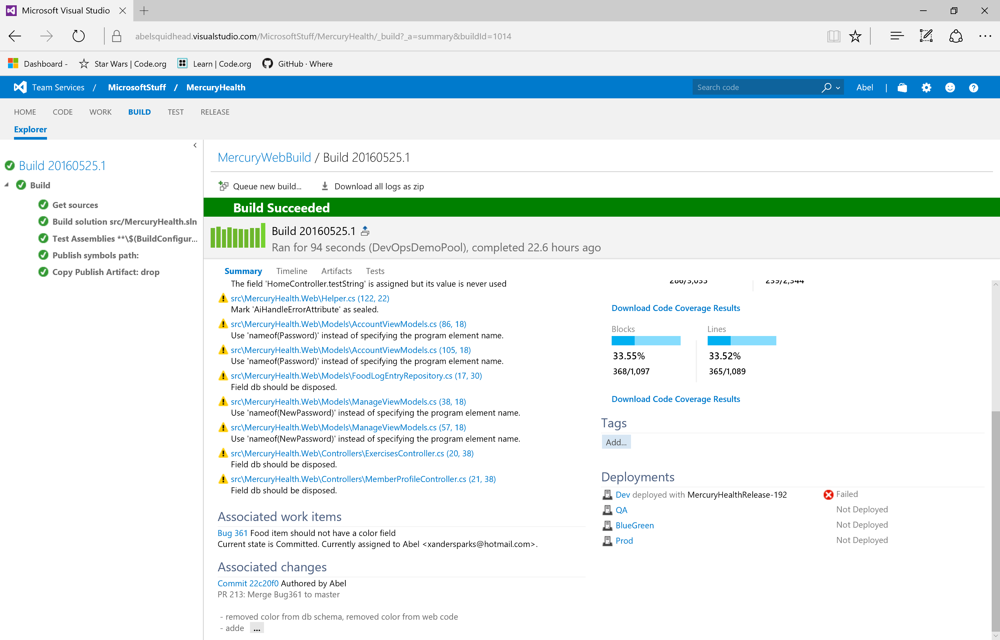 Microsoft Visual Studio
abelsquidhead.visualstudio.com/MicrosoftStuff/MercuryHealth/_build?_a=summary&buildId=1014
Dashboard - Star Wars | Code.org Learn | Code.org GitHub · Where
Team Services / MicrosoftStuff / MercuryHealth Search code Abel | ?
HOME CODE WORK BUILD TEST RELEASE
Explorer
Build 20160525.1
Build
Get sources
Build solution src/MercuryHealth.sln
Test Assemblies **\$(BuildConfigur...
Publish symbols path:
Copy Publish Artifact: drop
MercuryWebBuild / Build 20160525.1
Queue new build... Download all logs as zip
Build Succeeded
Build 20160525.1
Ran for 94 seconds (DevOpsDemoPool), completed 22.6 hours ago
Summary Timeline Artifacts Tests
The field 'HomeController.testString' is assigned but its value is never used
src\MercuryHealth.Web\Helper.cs (122, 22)
Mark 'AiHandleErrorAttribute' as sealed.
src\MercuryHealth.Web\Models\AccountViewModels.cs (86, 18)
Use 'nameof(Password)' instead of specifying the program element name.
src\MercuryHealth.Web\Models\AccountViewModels.cs (105, 18)
Use 'nameof(Password)' instead of specifying the program element name.
src\MercuryHealth.Web\Models\FoodLogEntryRepository.cs (17, 30)
Field db should be disposed.
src\MercuryHealth.Web\Models\ManageViewModels.cs (38, 18)
Use 'nameof(NewPassword)' instead of specifying the program element name.
src\MercuryHealth.Web\Models\ManageViewModels.cs (57, 18)
Use 'nameof(NewPassword)' instead of specifying the program element name.
src\MercuryHealth.Web\Controllers\ExercisesController.cs (20, 38)
Field db should be disposed.
src\MercuryHealth.Web\Controllers\MemberProfileController.cs (21, 38)
Field db should be disposed.
Associated work items
Bug 361 Food item should not have a color field
Current state is Committed. Currently assigned to Abel <xandersparks@hotmail.com>.
Associated changes
Commit 22c20f0 Authored by Abel
PR 213: Merge Bug361 to master
- removed color from db schema, removed color from web code
- adde ...
Download Code Coverage Results
Blocks Lines
33.55% 33.52%
368/1,097 365/1,089
Download Code Coverage Results
Tags
Add...
Deployments
Dev deployed with MercuryHealthRelease-192 Failed
QA Not Deployed
BlueGreen Not Deployed
Prod Not Deployed